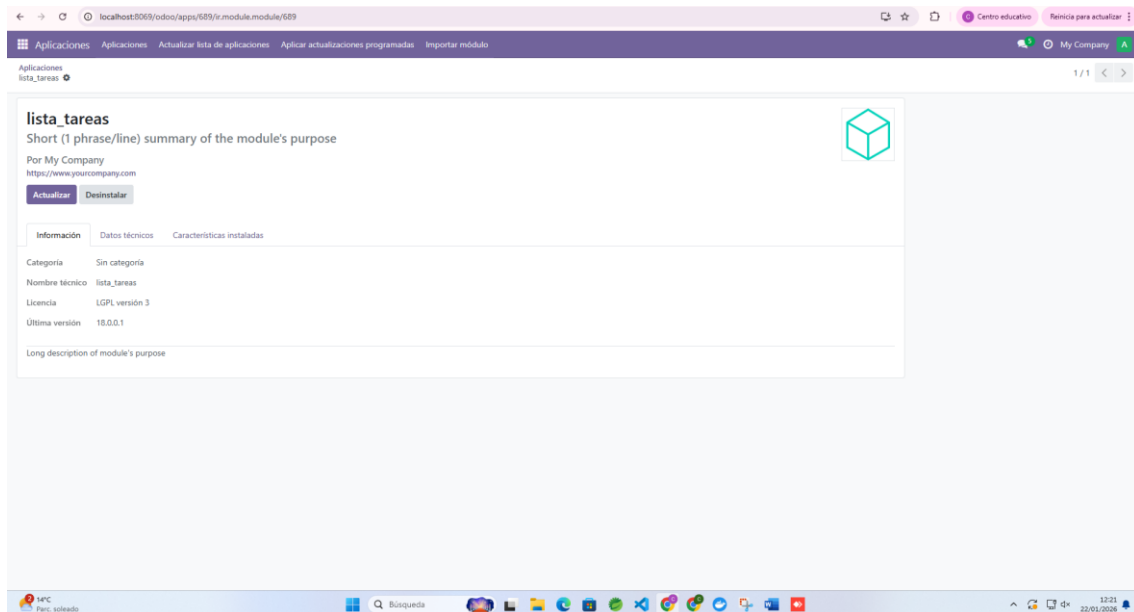 localhost:8069/odoo/apps/689/ir.module.module/689
C Centro educativo
Reinicia para actualizar
Aplicaciones Aplicaciones Actualizar lista de aplicaciones Aplicar actualizaciones programadas Importar módulo
5 My Company A
Aplicaciones
lista_tareas
1 / 1
lista_tareas
Short (1 phrase/line) summary of the module's purpose
Por My Company
https://www.yourcompany.com
Actualizar Desinstalar
Información Datos técnicos Características instaladas
Categoría Sin categoría
Nombre técnico lista_tareas
Licencia LGPL versión 3
Última versión 18.0.0.1
Long description of module's purpose
2 14°C
Parc. soleado
Búsqueda
12:21
22/01/2026